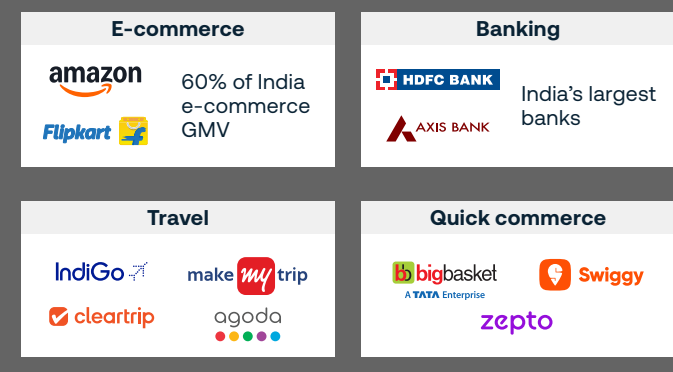 E-commerce
amazon
Flipkart
60% of India
e-commerce
GMV
Banking
HDFC BANK
AXIS BANK
India's largest
banks
Travel
IndiGo
make my trip
cleartrip
agoda
Quick commerce
bb bigbasket
A TATA Enterprise
Swiggy
zepto